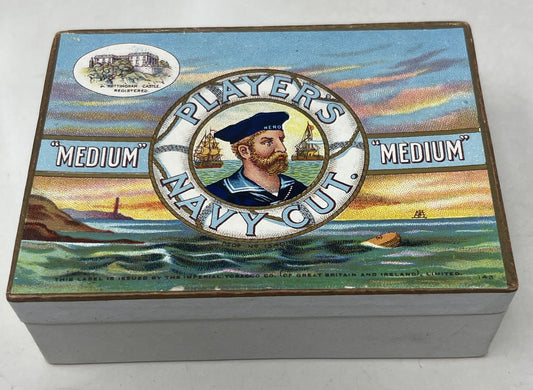 NOTTINGHAM CASTLE
REGISTERED
PLAYER'S
HERO
"MEDIUM" "MEDIUM"
NAVY CUT.
THIS LABEL IS ISSUED BY THE IMPERIAL TOBACCO CO. (OF GREAT BRITAIN AND IRELAND), LIMITED.